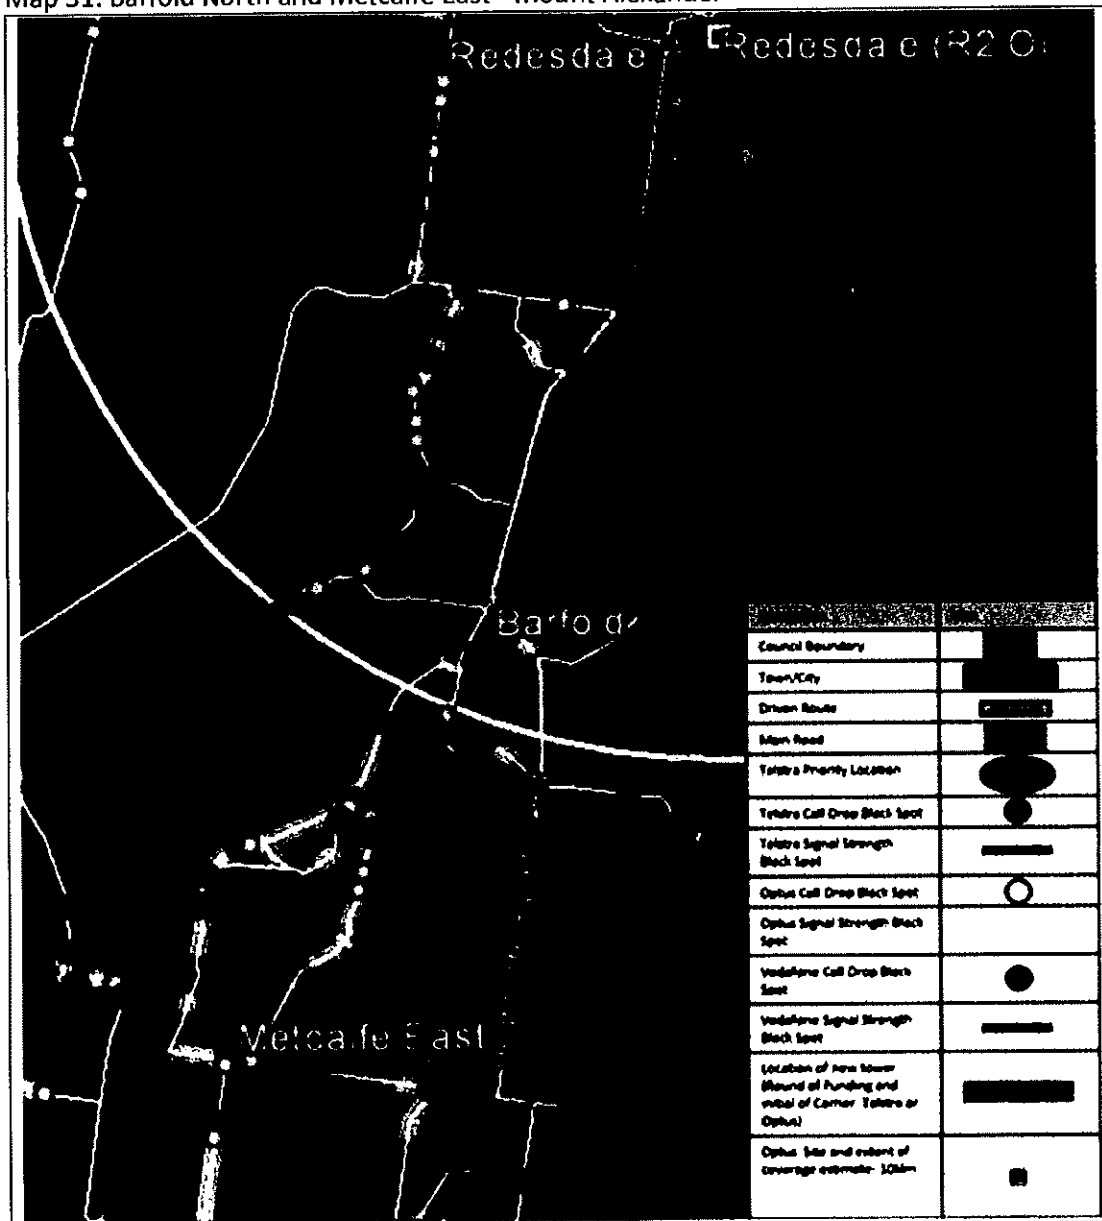 Map 31: Barfold North and Metcalfe East - Mount Alexander
Redesda e
Redesda e (R2 O
Barfo d
Metcalfe East
Council Boundary
Town/City
Driven Route
Main Road
Telstra Priority Location
Telstra Call Drop Black Spot
Telstra Signal Strength
Black Spot
Optus Call Drop Black Spot
Optus Signal Strength Black
Spot
Vodafone Call Drop Black
Spot
Vodafone Signal Strength
Black Spot
Location of new tower
(Round of Funding and
initial of Carrier Telstra or
Optus)
Optus Site and extent of
coverage estimate- 10km